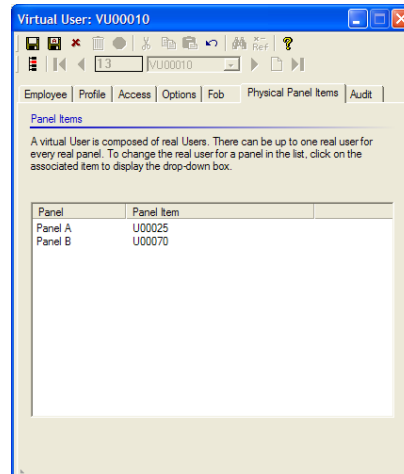 Virtual User: VU00010
X=
Ref
13 VU00010
Employee Profile Access Options Fob Physical Panel Items Audit
Panel Items
A virtual User is composed of real Users. There can be up to one real user for
every real panel. To change the real user for a panel in the list, click on the
associated item to display the drop-down box.
Panel Panel Item
Panel A U00025
Panel B U00070